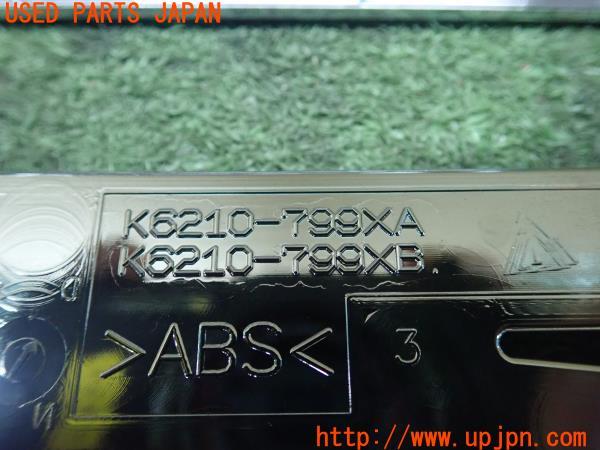 USED PARTS JAPAN
K6210-799XA
K6210-799XB
>ABS<
3
http://www.upjpn.com